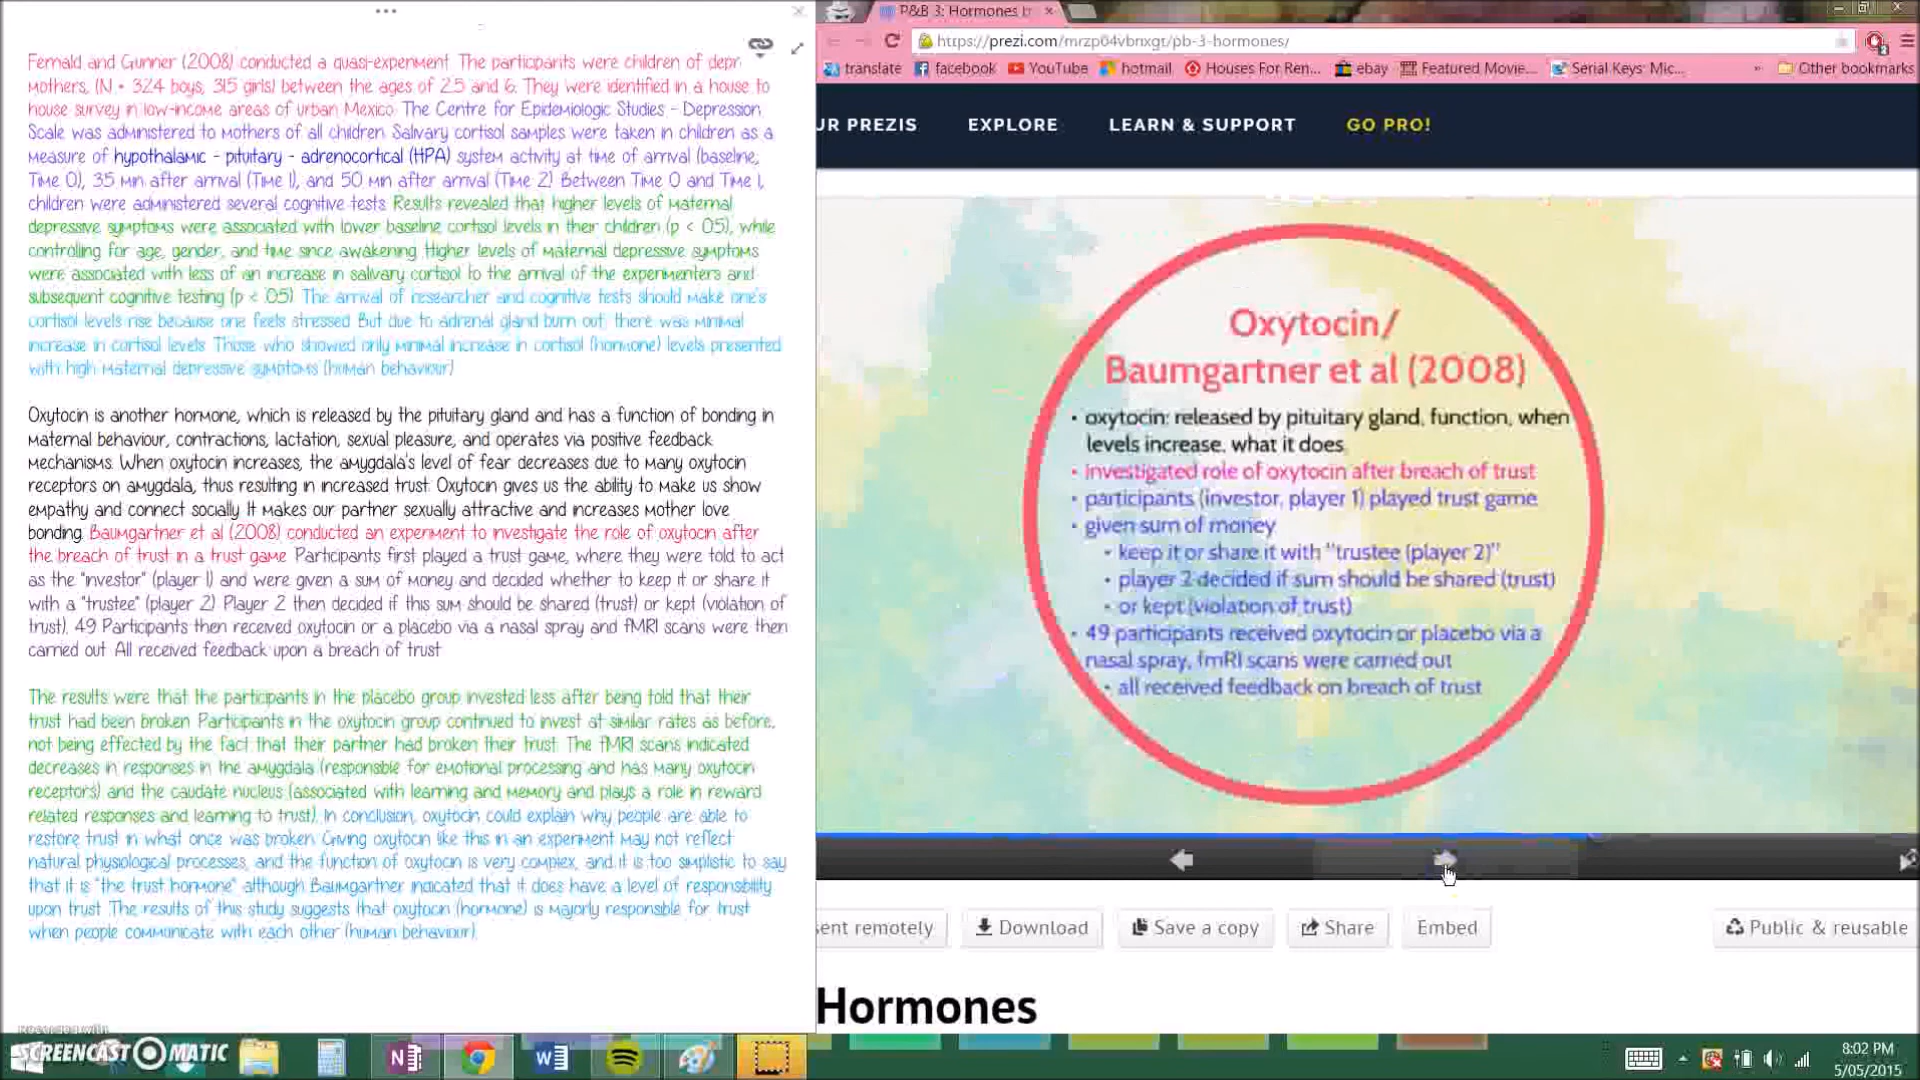 Fernald and Gunner (2008) conducted a quasi-experiment. The participants were children of depr
mothers, (N = 324 boys, 315 girls) between the ages of 2.5 and 6. They were identified in a house to
house survey in low-income areas of urban Mexico. The Centre for Epidemiologic Studies - Depression
Scale was administered to mothers of all children. Salivary cortisol samples were taken in children as a
measure of hypothalamic - pituitary - adrenocortical (HPA) system activity at time of arrival (baseline;
Time 0), 35 min after arrival (Time 1), and 50 min after arrival (Time 2). Between Time 0 and Time 1,
children were administered several cognitive tests. Results revealed that higher levels of maternal
depressive symptoms were associated with lower baseline cortisol levels in their children (p < .05), while
controlling for age, gender, and time since awakening. Higher levels of maternal depressive symptoms
were associated with less of an increase in salivary cortisol to the arrival of the experimenters and
subsequent cognitive testing (p < .05). The arrival of researcher and cognitive tests should make one's
cortisol levels rise because one feels stressed. But due to adrenal gland burn out, there was minimal
increase in cortisol levels. Those who showed only minimal increase in cortisol (hormone) levels presented
with high maternal depressive symptoms (human behaviour).
Oxytocin is another hormone, which is released by the pituitary gland and has a function of bonding in
maternal behaviour, contractions, lactation, sexual pleasure, and operates via positive feedback
mechanisms. When oxytocin increases, the amygdala's level of fear decreases due to many oxytocin
receptors on amygdala, thus resulting in increased trust. Oxytocin gives us the ability to make us show
empathy and connect socially. It makes our partner sexually attractive and increases mother love
bonding. Baumgartner et al (2008) conducted an experiment to investigate the role of oxytocin after
the breach of trust in a trust game. Participants first played a trust game, where they were told to act
as the "investor" (player 1) and were given a sum of money and decided whether to keep it or share it
with a "trustee" (player 2). Player 2 then decided if this sum should be shared (trust) or kept (violation of
trust). 49 Participants then received oxytocin or a placebo via a nasal spray and fMRI scans were then
carried out. All received feedback upon a breach of trust.
The results were that the participants in the placebo group invested less after being told that their
trust had been broken. Participants in the oxytocin group continued to invest at similar rates as before,
not being effected by the fact that their partner had broken their trust. The fMRI scans indicated
decreases in responses in the amygdala (responsible for emotional processing and has many oxytocin
receptors) and the caudate nucleus (associated with learning and memory and plays a role in reward
related responses and learning to trust). In conclusion, oxytocin could explain why people are able to
restore trust in what once was broken. Giving oxytocin like this in an experiment may not reflect
natural physiological processes, and the function of oxytocin is very complex, and it is too simplistic to say
that it is "the trust hormone" although Baumgartner indicated that it does have a level of responsibility
upon trust. The results of this study suggests that oxytocin (hormone) is majorly responsible for trust
when people communicate with each other (human behaviour).
P&B 3: Hormones b
https://prezi.com/mrzp04vbnxgt/pb-3-hormones/
translate facebook YouTube hotmail Houses For Ren... ebay Featured Movie... Serial Keys: Mic... » Other bookmarks
UR PREZIS EXPLORE LEARN & SUPPORT GO PRO!
Oxytocin/
Baumgartner et al (2008)
• oxytocin: released by pituitary gland, function, when
levels increase, what it does
• investigated role of oxytocin after breach of trust
• participants (investor, player 1) played trust game
• given sum of money
• keep it or share it with "trustee (player 2)"
• player 2 decided if sum should be shared (trust)
• or kept (violation of trust)
• 49 participants received oxytocin or placebo via a
nasal spray, fmRI scans were carried out
• all received feedback on breach of trust
sent remotely Download Save a copy Share Embed Public & reusable
Hormones
SCREENCAST MATIC
8:02 PM
5/05/2015